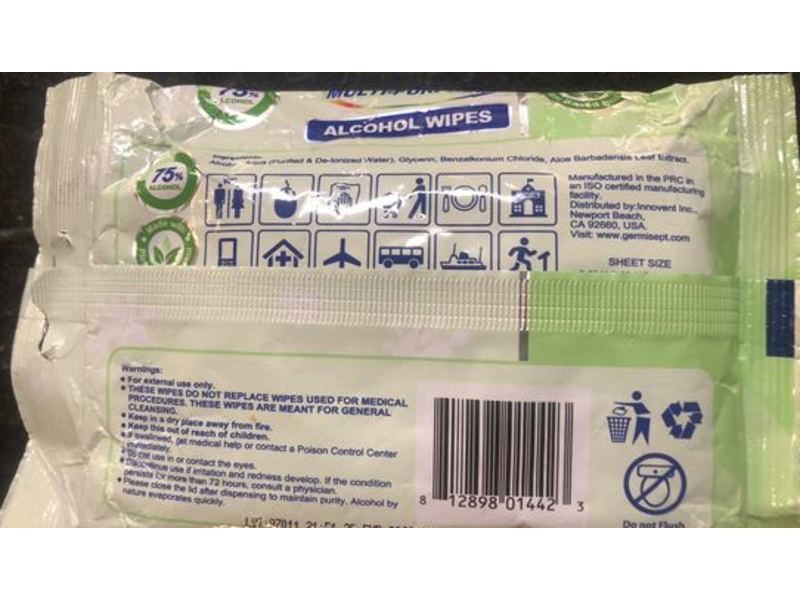 75%
ALCOHOL
MULTI-PUR
ALCOHOL WIPES
Ingredients:
Aqua (Purified & De-Ionized Water), Glycerin, Benzalkonium Chloride, Aloe Barbadensis Leaf Extract.
75%
ALCOHOL
Made with
Manufactured in the PRC in
an ISO certified manufacturing
facility.
Distributed by:Innovent Inc.,
Newport Beach,
CA 92660, USA.
Visit: www.germisept.com
SHEET SIZE
Warnings:
• For external use only.
• THESE WIPES DO NOT REPLACE WIPES USED FOR MEDICAL
PROCEDURES. THESE WIPES ARE MEANT FOR GENERAL
CLEANSING.
• Keep in a dry place away from fire.
• Keep this out of reach of children.
• If swallowed, get medical help or contact a Poison Control Center
immediately.
• Do not use in or contact the eyes.
• Discontinue use if irritation and redness develop. If the condition
persists for more than 72 hours, consult a physician.
• Please close the lid after dispensing to maintain purity. Alcohol by
nature evaporates quickly.
8 12898 01442 3
Do not Flush